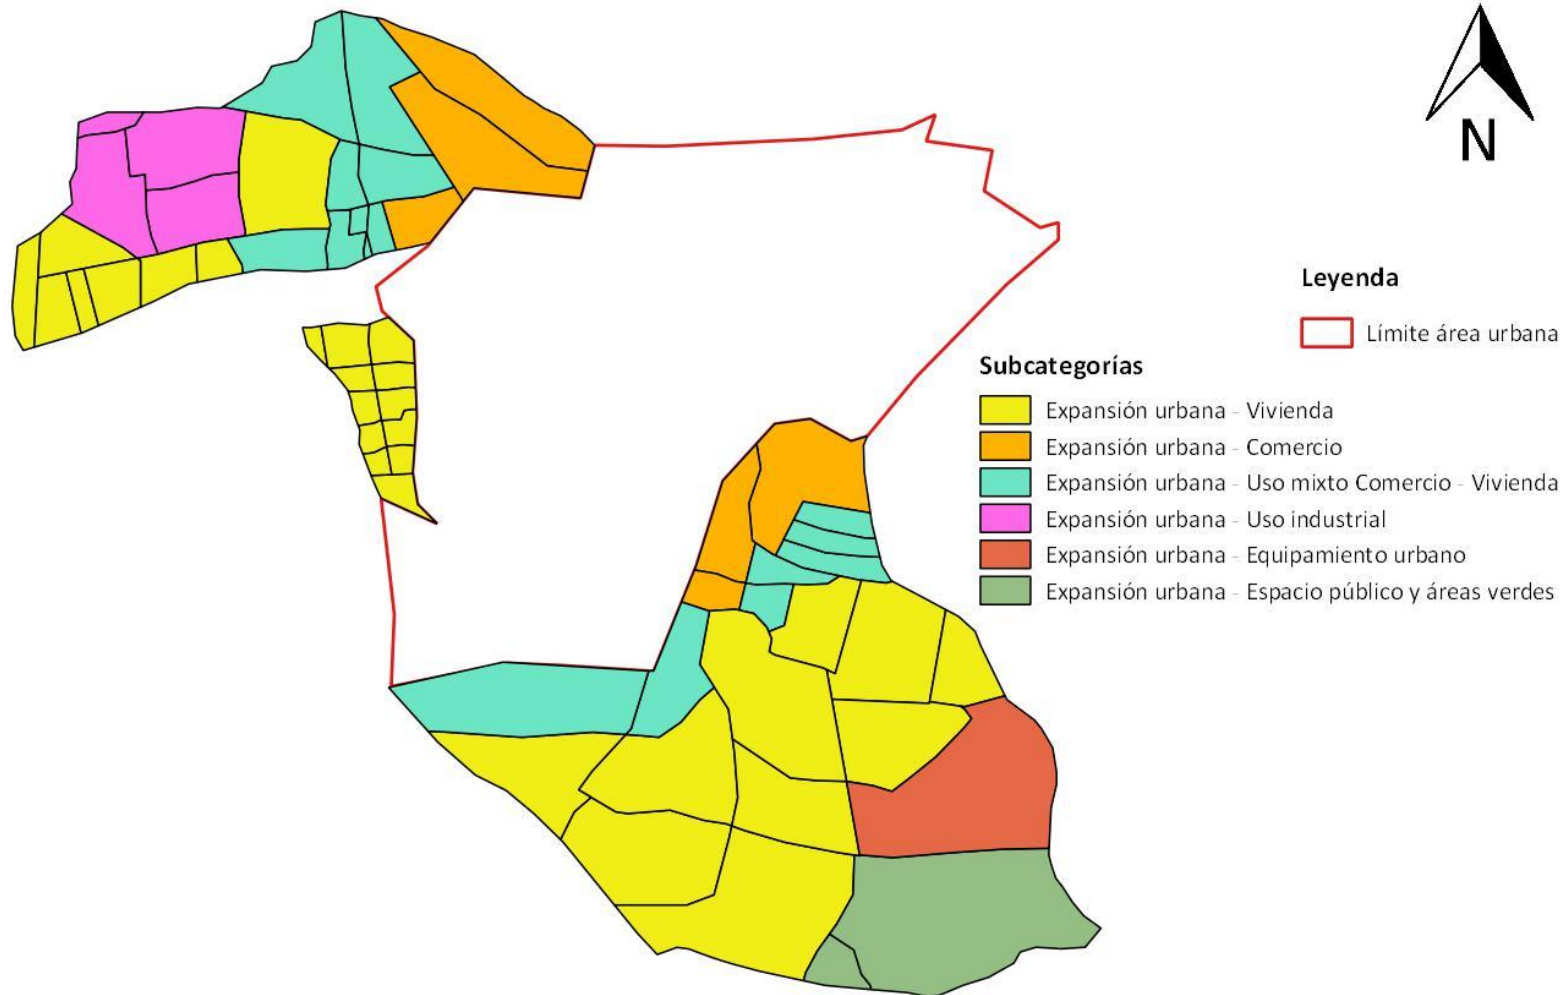 N
Leyenda
Límite área urbana
Subcategorías
Expansión urbana - Vivienda
Expansión urbana - Comercio
Expansión urbana - Uso mixto Comercio - Vivienda
Expansión urbana - Uso industrial
Expansión urbana - Equipamiento urbano
Expansión urbana - Espacio público y áreas verdes